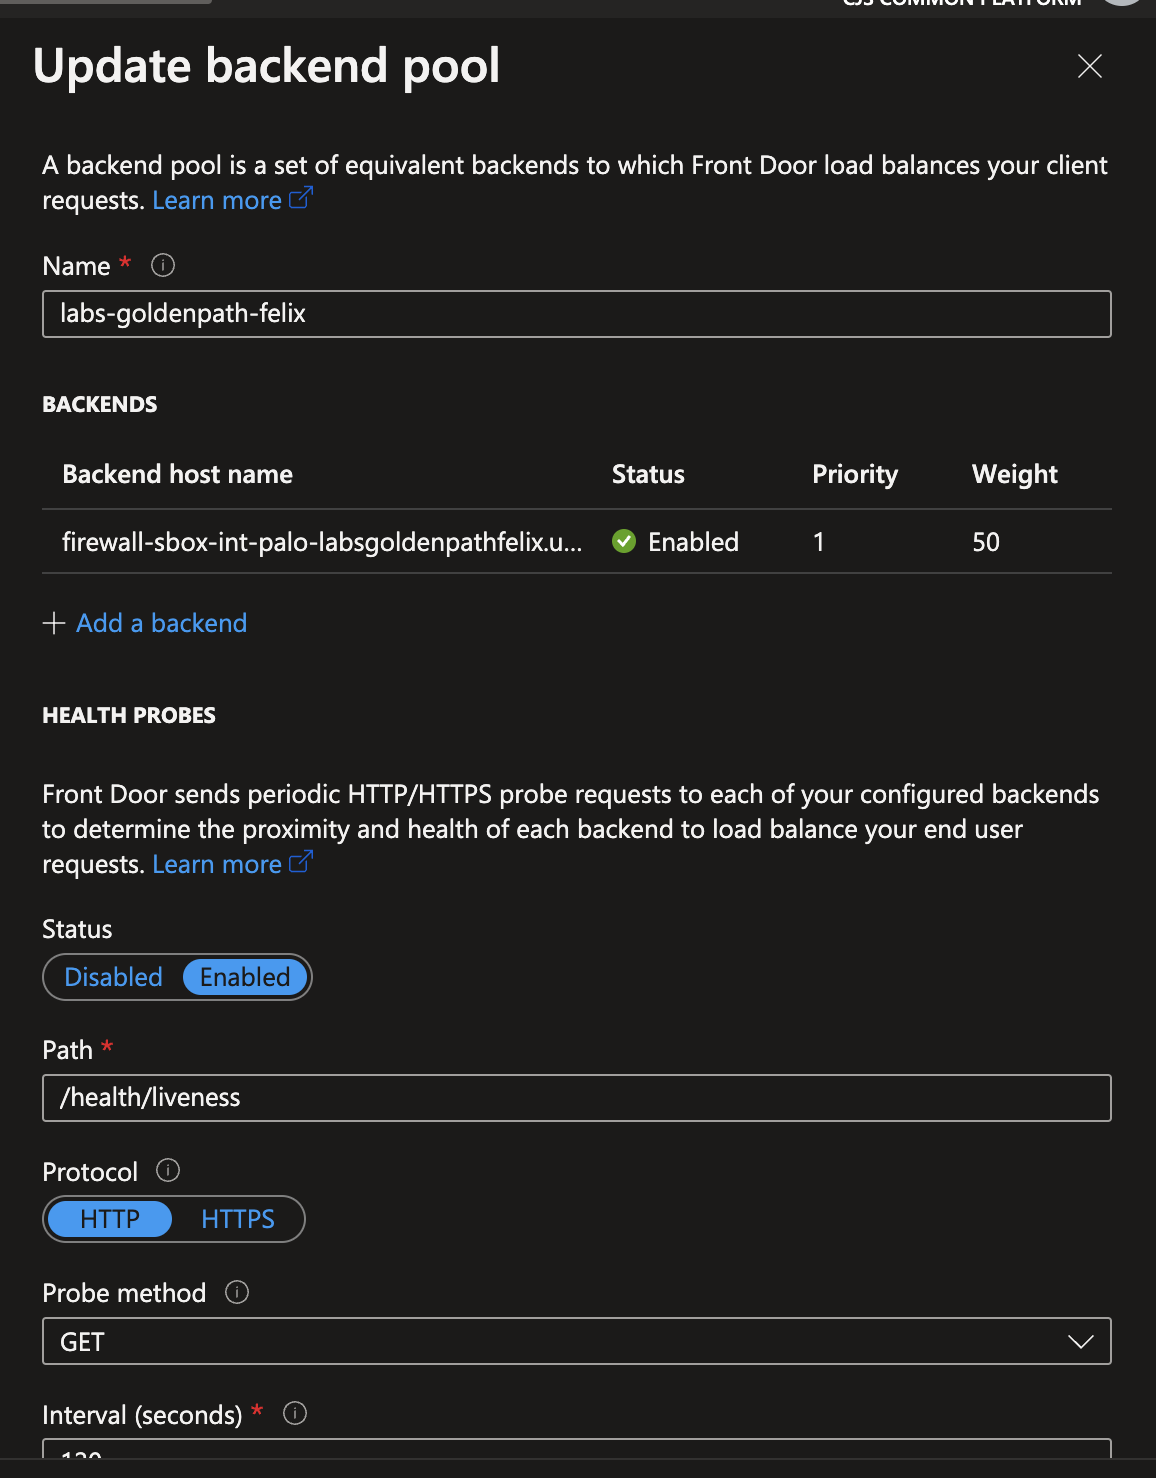 CJS COMMON PLATFORM
Update backend pool
A backend pool is a set of equivalent backends to which Front Door load balances your client
requests. Learn more
Name *
labs-goldenpath-felix
BACKENDS
Backend host name Status Priority Weight
firewall-sbox-int-palo-labsgoldenpathfelix.u... Enabled 1 50
+ Add a backend
HEALTH PROBES
Front Door sends periodic HTTP/HTTPS probe requests to each of your configured backends
to determine the proximity and health of each backend to load balance your end user
requests. Learn more
Status
Disabled Enabled
Path *
/health/liveness
Protocol
HTTP HTTPS
Probe method
GET
Interval (seconds) *